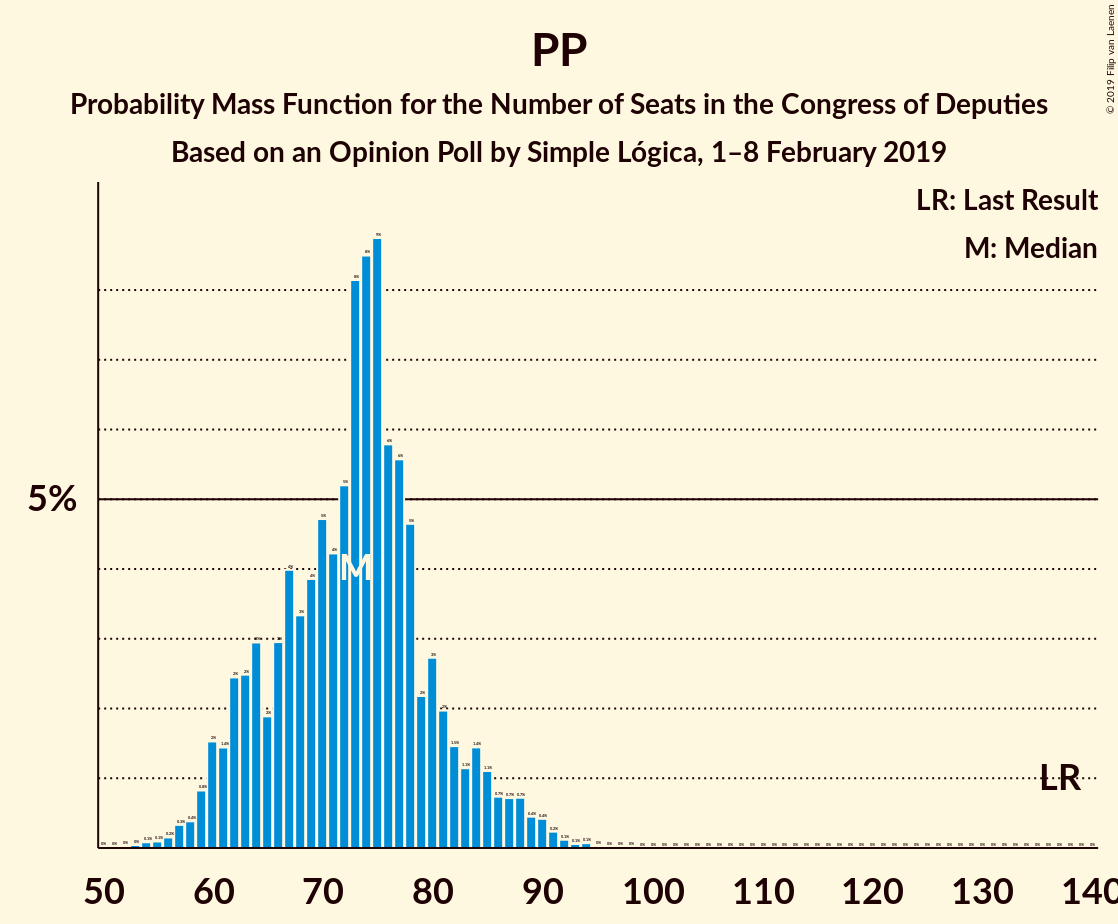 PP
Probability Mass Function for the Number of Seats in the Congress of Deputies
Based on an Opinion Poll by Simple Lógica, 1–8 February 2019
© 2019 Filip van Laenen
LR: Last Result
M: Median
5%
M
LR
50 60 70 80 90 100 110 120 130 140